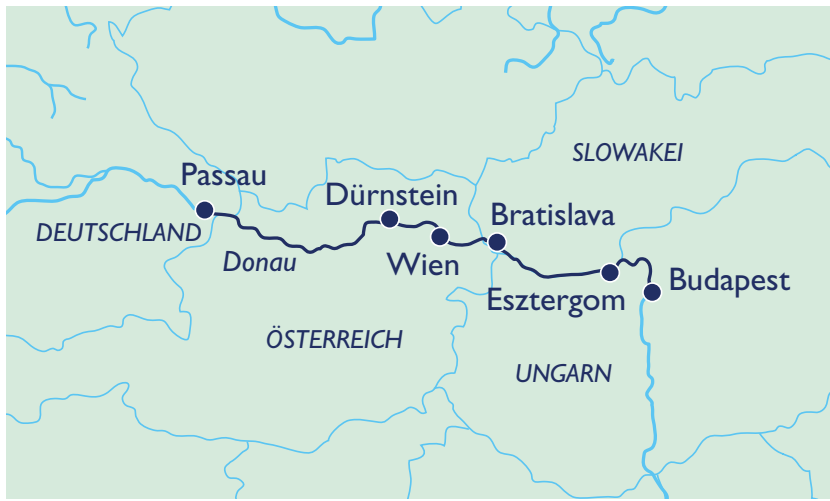 SLOWAKEI
Passau
Dürnstein
Bratislava
DEUTSCHLAND
Donau
Wien
Esztergom
Budapest
ÖSTERREICH
UNGARN